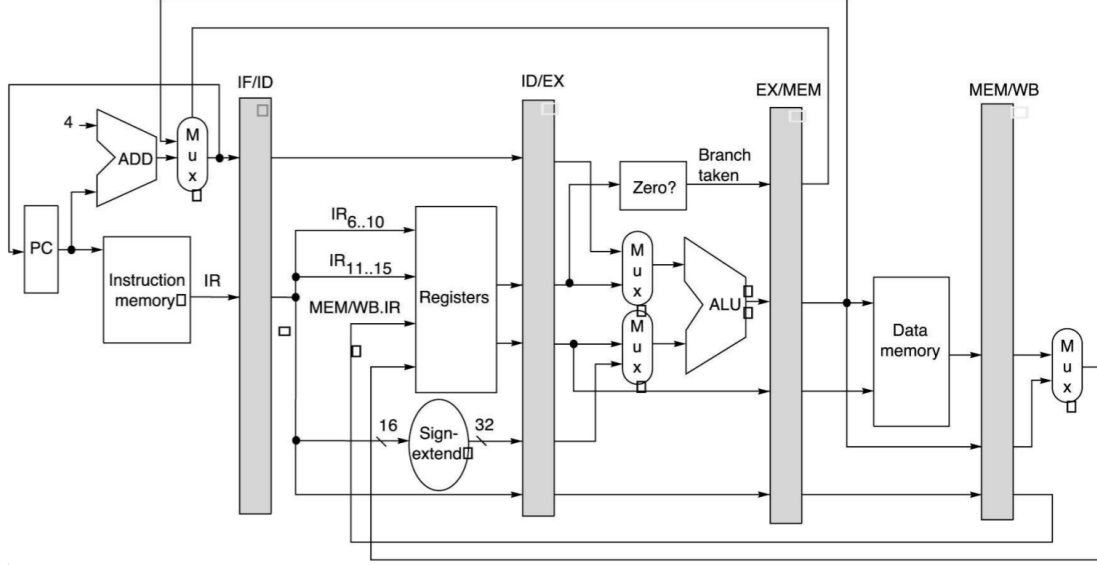 IF/ID
ID/EX
EX/MEM
MEM/WB
4
ADD
M
u
x
Branch
taken
Zero?
PC
IR6..10
IR11..15
MEM/WB.IR
Instruction
memory
IR
Registers
M
u
x
M
u
x
ALU
Data
memory
M
u
x
16
Sign-
extend
32